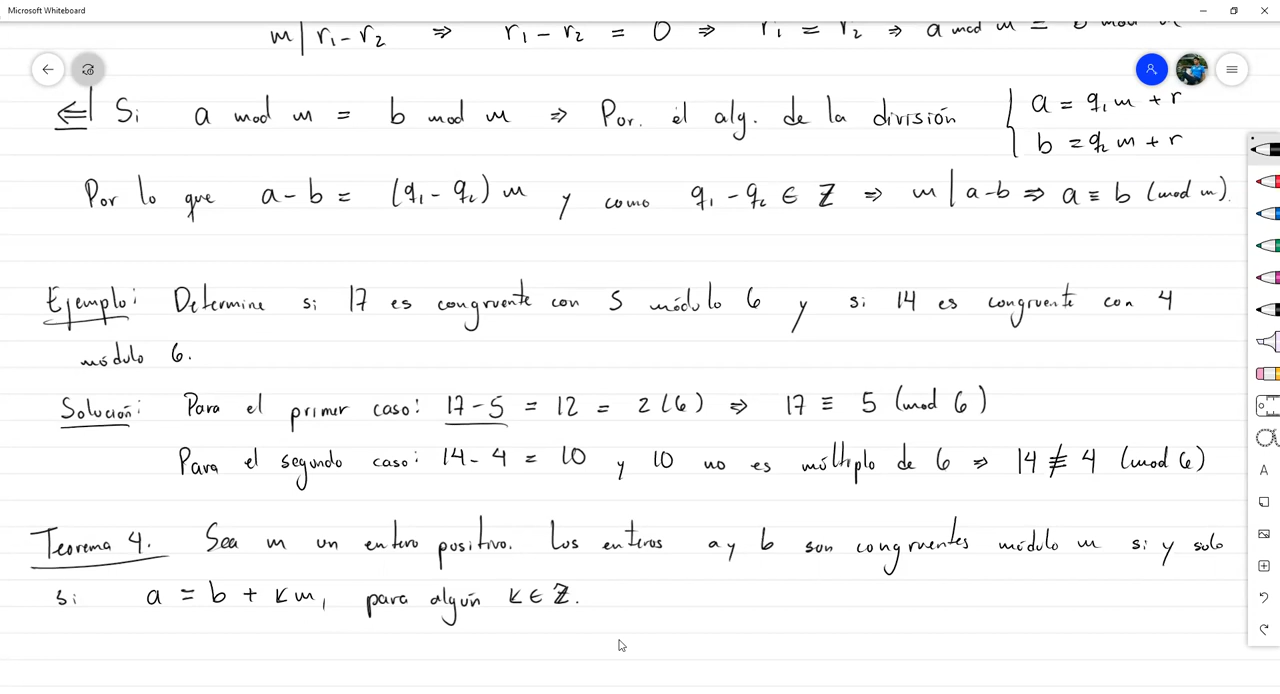 Microsoft Whiteboard
m | r₁ - r₂ ⇒ r₁ - r₂ = 0 ⇒ r₁ = r₂ ⇒ a mod m = b mod m
⇐| Si a mod m = b mod m ⇒ Por. el alg. de la división { a = q₁ m + r
b = q₂ m + r
Por lo que a - b = (q₁ - q₂) m y como q₁ - q₂ ∈ ℤ ⇒ m | a-b ⇒ a ≡ b (mod m).
Ejemplo: Determine si 17 es congruente con 5 módulo 6 y si 14 es congruente con 4
módulo 6.
Solución: Para el primer caso: 17 - 5 = 12 = 2(6) ⇒ 17 ≡ 5 (mod 6)
Para el segundo caso: 14 - 4 = 10 y 10 no es múltiplo de 6 ⇒ 14 ≢ 4 (mod 6)
Teorema 4. Sea m un entero positivo. Los enteros a y b son congruentes módulo m si y solo
si a = b + km, para algún k ∈ ℤ.